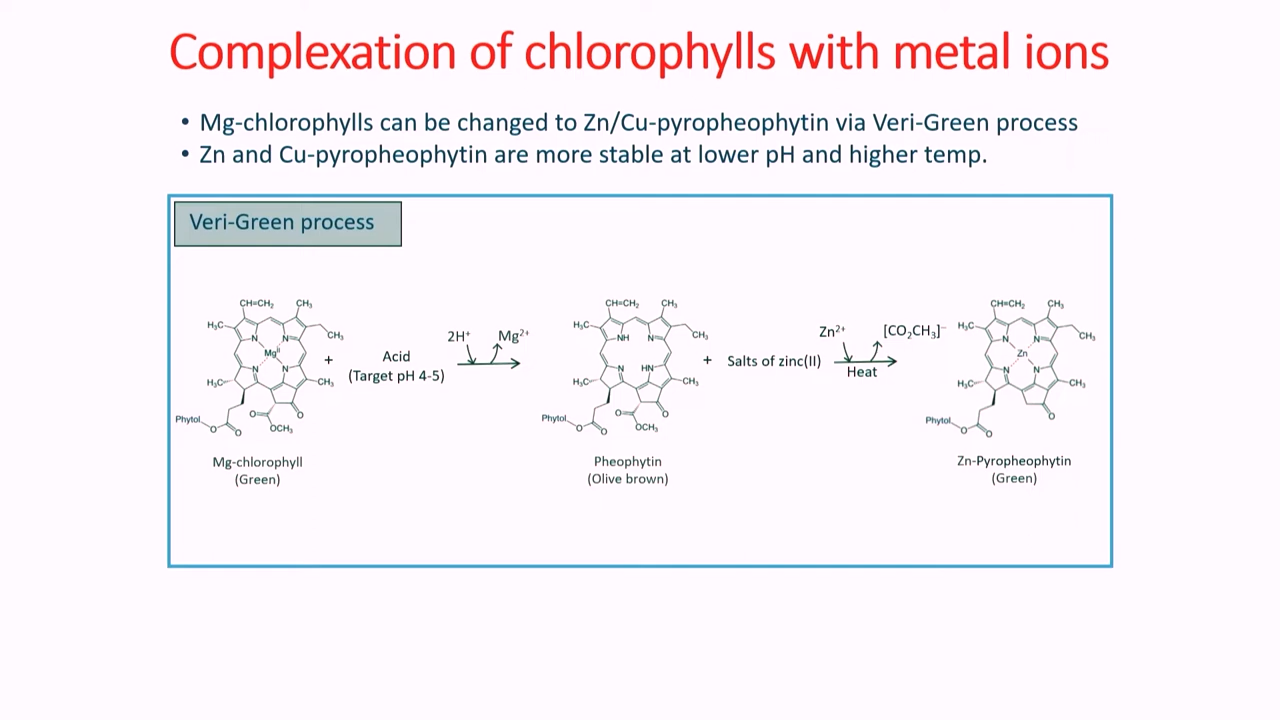 Complexation of chlorophylls with metal ions
• Mg-chlorophylls can be changed to Zn/Cu-pyropheophytin via Veri-Green process
• Zn and Cu-pyropheophytin are more stable at lower pH and higher temp.
Veri-Green process
CH=CH₂ CH₃
H₃C
CH₃
N N
Mgᴵᴵ
N N
H₃C
CH₃
Phytol
O
O
O
O
OCH₃
Mg-chlorophyll
(Green)
+
Acid
(Target pH 4-5)
2H⁺ Mg²⁺
CH=CH₂ CH₃
H₃C
CH₃
NH N
N HN
H₃C
CH₃
Phytol
O
O
O
O
OCH₃
Pheophytin
(Olive brown)
+ Salts of zinc(II)
Zn²⁺ [CO₂CH₃]⁻
Heat
CH=CH₂ CH₃
H₃C
CH₃
N N
Zn
N N
H₃C
CH₃
Phytol
O
O
O
Zn-Pyropheophytin
(Green)